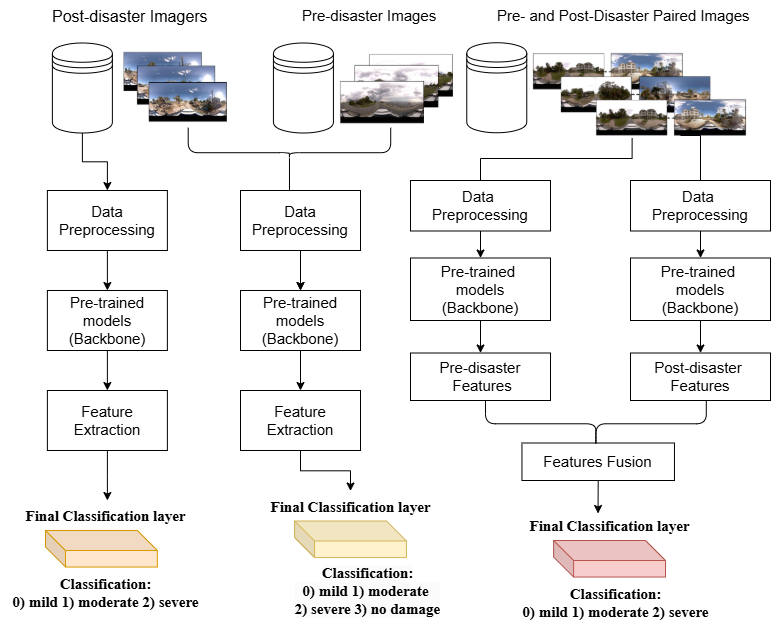 Post-disaster Imagers
Pre-disaster Images
Pre- and Post-Disaster Paired Images
Data
Preprocessing
Data
Preprocessing
Data
Preprocessing
Data
Preprocessing
Pre-trained
models
(Backbone)
Pre-trained
models
(Backbone)
Pre-trained
models
(Backbone)
Pre-trained
models
(Backbone)
Feature
Extraction
Feature
Extraction
Pre-disaster
Features
Post-disaster
Features
Features Fusion
Final Classification layer
Classification:
0) mild 1) moderate 2) severe
Final Classification layer
Classification:
0) mild 1) moderate
2) severe 3) no damage
Final Classification layer
Classification:
0) mild 1) moderate 2) severe